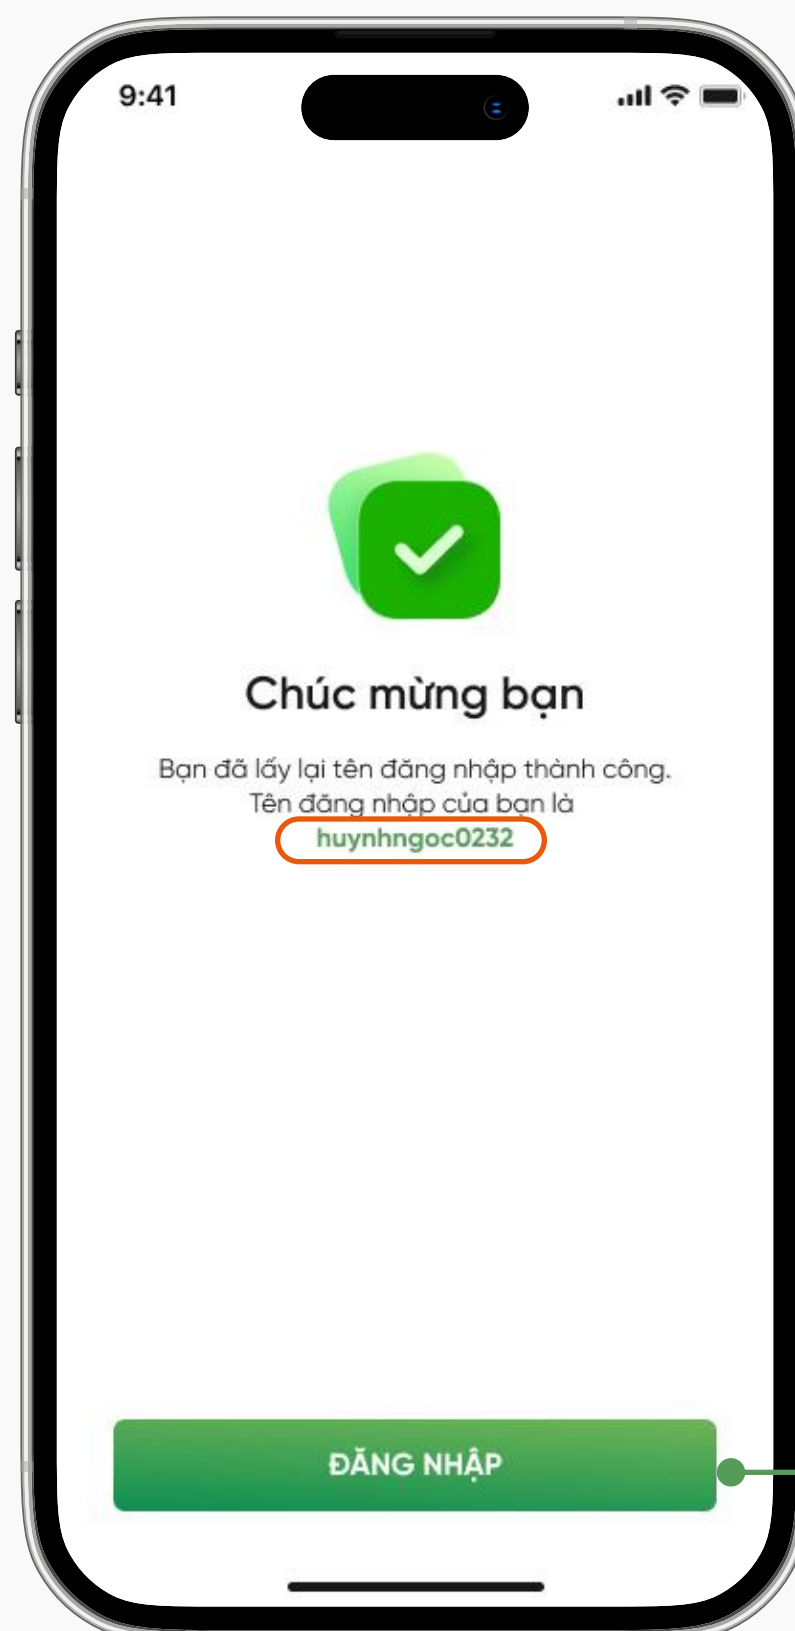 9:41
Chúc mừng bạn
Bạn đã lấy lại tên đăng nhập thành công.
Tên đăng nhập của bạn là
huynhngoc0232
ĐĂNG NHẬP